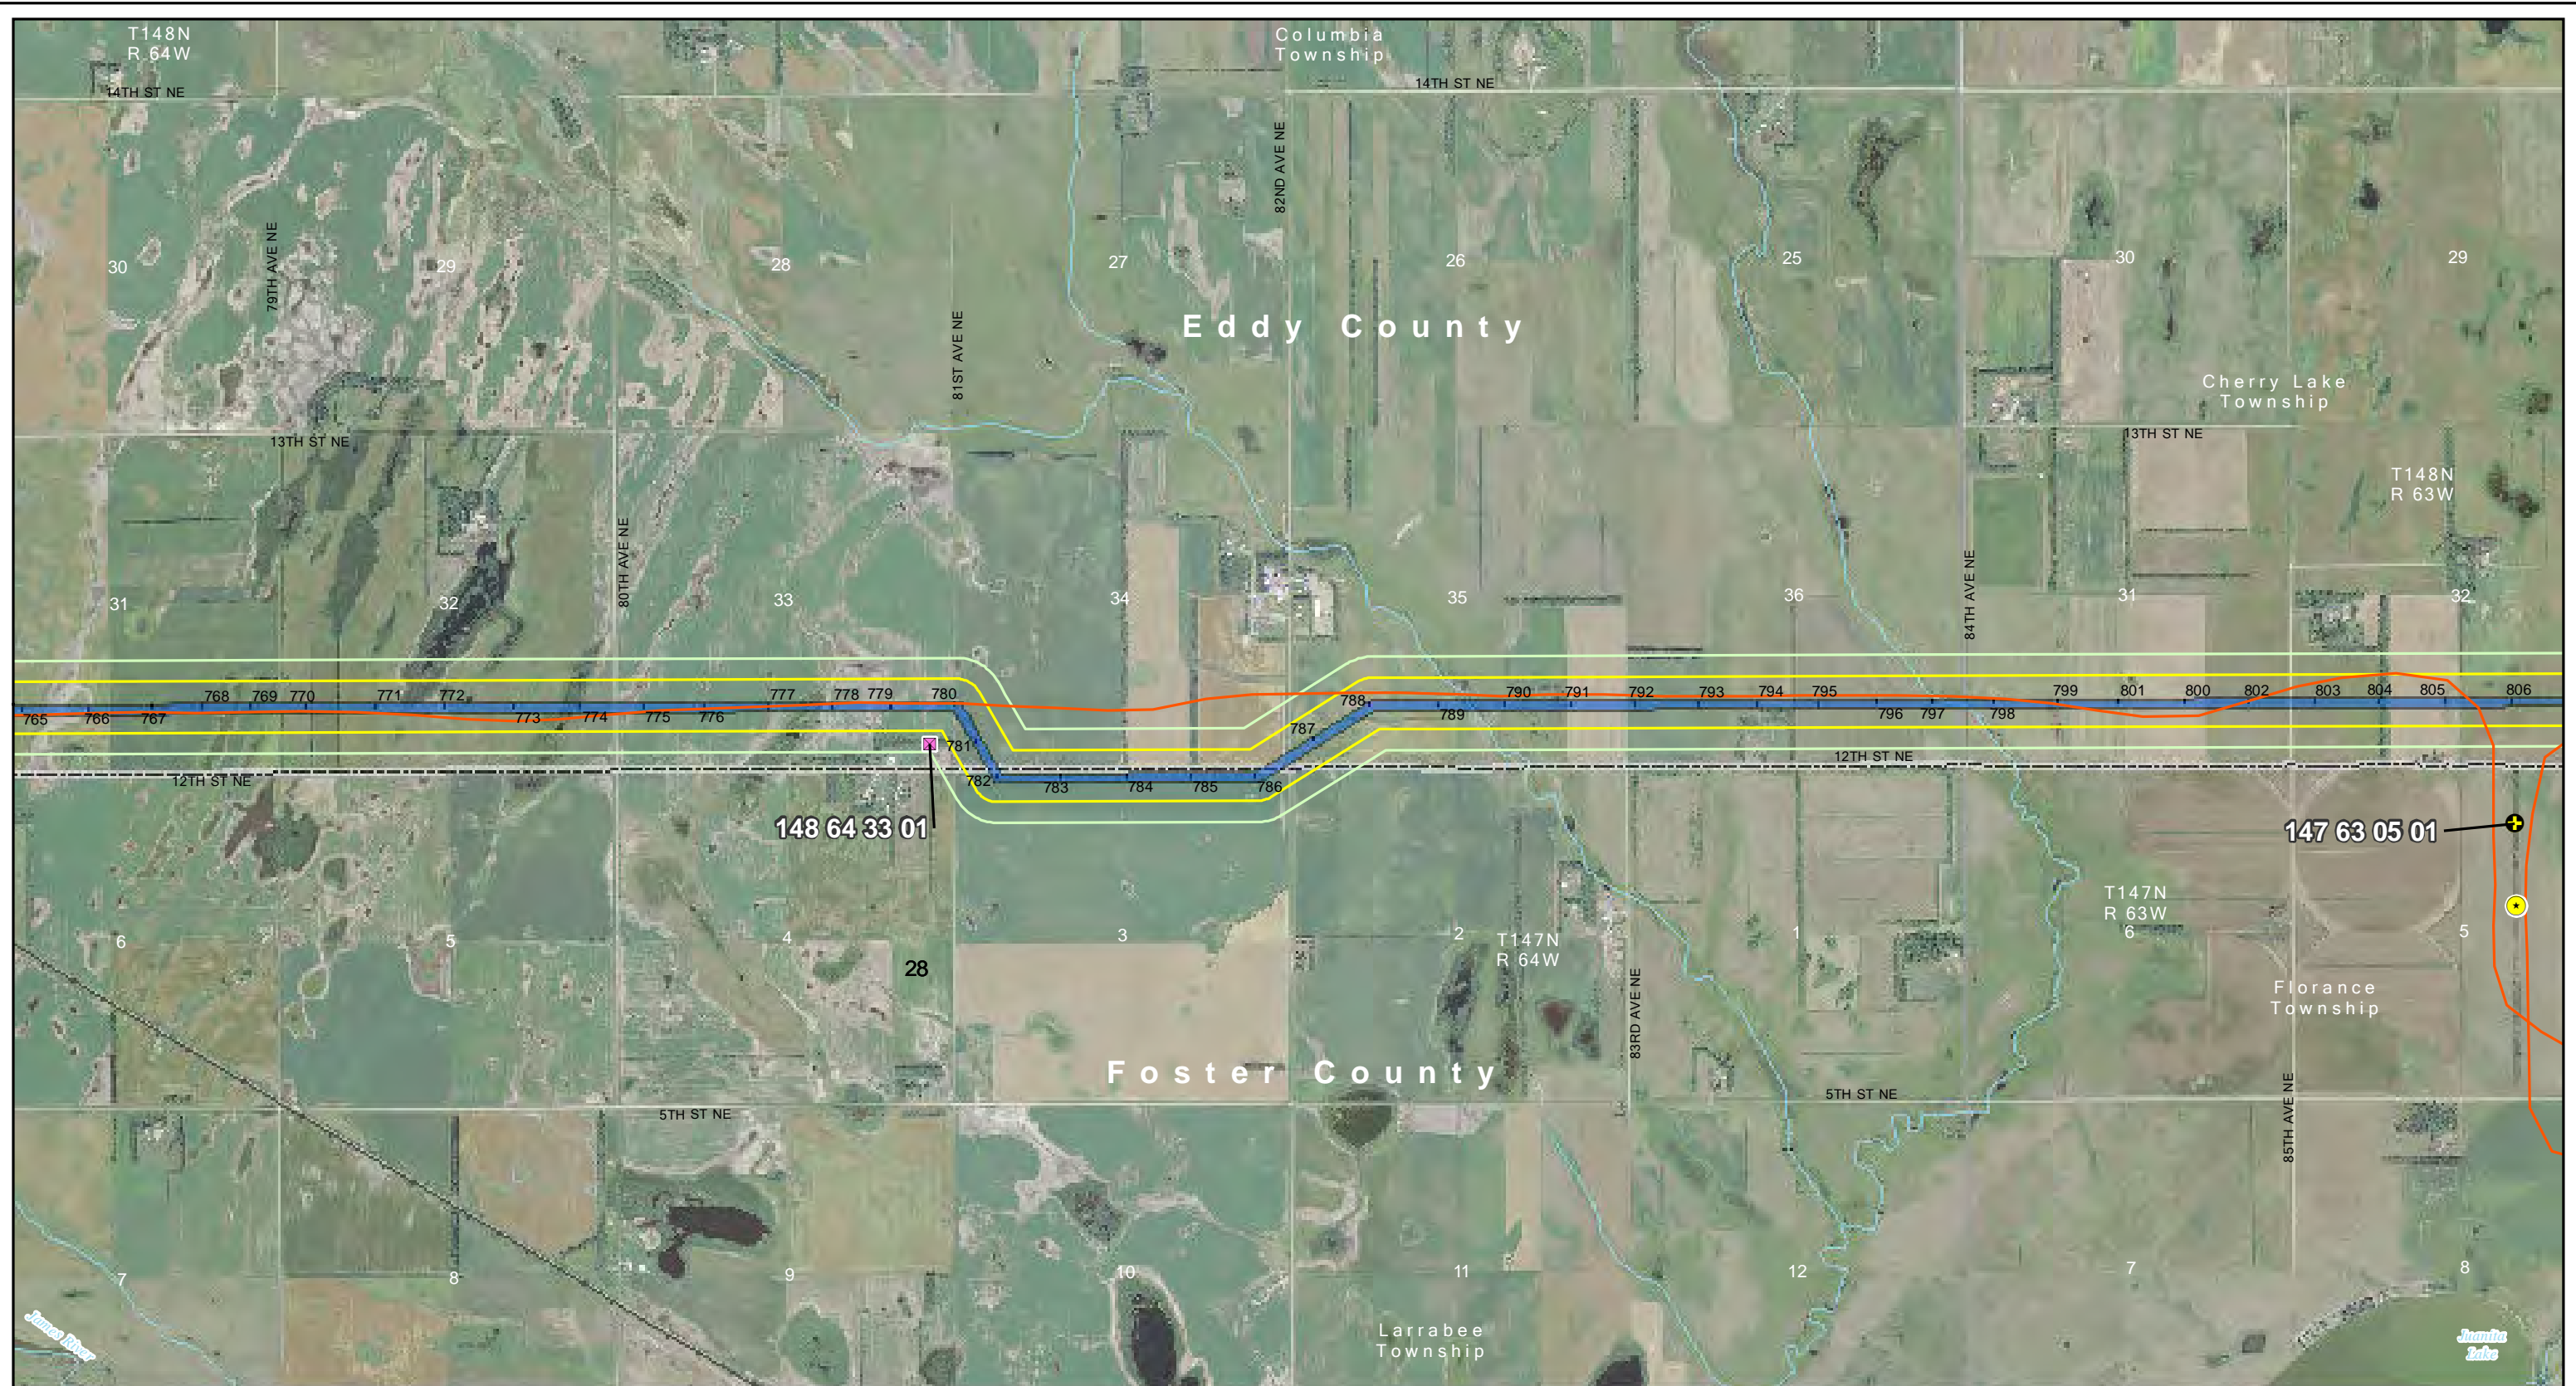 T148N
R 64W
Columbia
Township
14TH ST NE
14TH ST NE
82ND AVE NE
79TH AVE NE
30
29
28
27
26
25
30
29
81ST AVE NE
Eddy County
Cherry Lake
Township
13TH ST NE
13TH ST NE
T148N
R 63W
80TH AVE NE
84TH AVE NE
31
32
33
34
35
36
31
32
768 769 770 771 772 777 778 779 780 788 790 791 792 793 794 795 799 801 800 802 803 804 805 806
765 766 767 773 774 775 776 789 796 797 798
787
781
782 783 784 785 786
12TH ST NE
12TH ST NE
148 64 33 01
147 63 05 01
T147N
R 63W
6
5
4
3
2
1
6
5
T147N
R 64W
28
Florance
Township
83RD AVE NE
Foster County
5TH ST NE
5TH ST NE
85TH AVE NE
7
8
9
10
11
12
7
8
James River
Larrabee
Township
Juanita
Lake